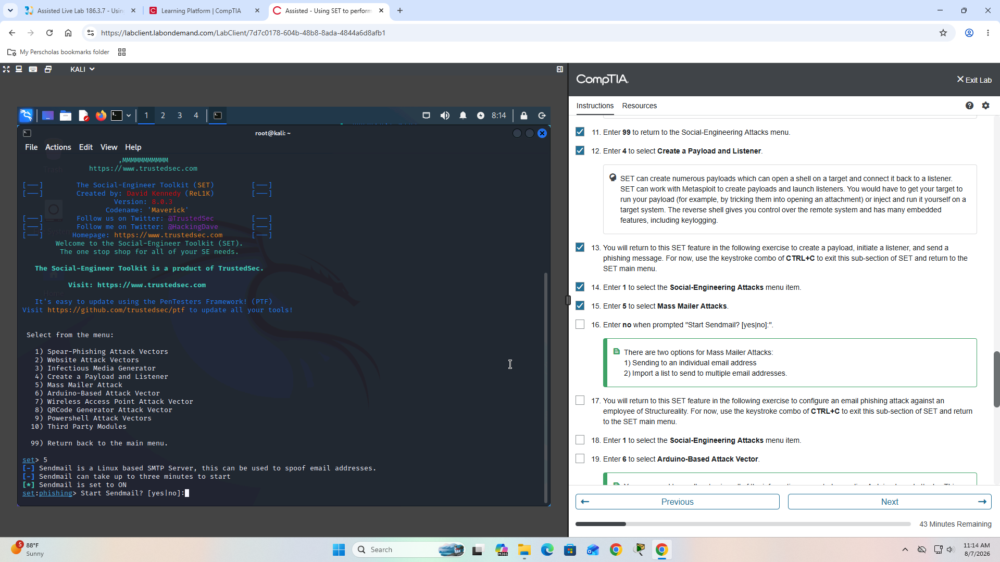 Assisted Live Lab 186.3.7 - Usin
Learning Platform | CompTIA
Assisted - Using SET to perform
https://labclient.labondemand.com/LabClient/7d7c0178-604b-48b8-8ada-4844a6d8afb1
My Perscholas bookmarks folder
KALI
1 2 3 4
8:14
root@kali: ~
File Actions Edit View Help
,MMMMMMMMMMM
https://www.trustedsec.com
[---] The Social-Engineer Toolkit (SET) [---]
[---] Created by: David Kennedy (ReL1K) [---]
Version: 8.0.3
Codename: 'Maverick'
[---] Follow us on Twitter: @TrustedSec [---]
[---] Follow me on Twitter: @HackingDave [---]
[---] Homepage: https://www.trustedsec.com [---]
Welcome to the Social-Engineer Toolkit (SET).
The one stop shop for all of your SE needs.
The Social-Engineer Toolkit is a product of TrustedSec.
Visit: https://www.trustedsec.com
It's easy to update using the PenTesters Framework! (PTF)
Visit https://github.com/trustedsec/ptf to update all your tools!
Select from the menu:
1) Spear-Phishing Attack Vectors
2) Website Attack Vectors
3) Infectious Media Generator
4) Create a Payload and Listener
5) Mass Mailer Attack
6) Arduino-Based Attack Vector
7) Wireless Access Point Attack Vector
8) QRCode Generator Attack Vector
9) Powershell Attack Vectors
10) Third Party Modules
99) Return back to the main menu.
set> 5
[-] Sendmail is a Linux based SMTP Server, this can be used to spoof email addresses.
[-] Sendmail can take up to three minutes to start
[*] Sendmail is set to ON
set:phishing> Start Sendmail? [yes|no]:
CompTIA.
Exit Lab
Instructions Resources
11. Enter 99 to return to the Social-Engineering Attacks menu.
12. Enter 4 to select Create a Payload and Listener.
SET can create numerous payloads which can open a shell on a target and connect it back to a listener.
SET can work with Metasploit to create payloads and launch listeners. You would have to get your target to
run your payload (for example, by tricking them into opening an attachment) or inject and run it yourself on a
target system. The reverse shell gives you control over the remote system and has many embedded
features, including keylogging.
13. You will return to this SET feature in the following exercise to create a payload, initiate a listener, and send a
phishing message. For now, use the keystroke combo of CTRL+C to exit this sub-section of SET and return to the
SET main menu.
14. Enter 1 to select the Social-Engineering Attacks menu item.
15. Enter 5 to select Mass Mailer Attacks.
16. Enter no when prompted "Start Sendmail? [yes|no]:".
There are two options for Mass Mailer Attacks:
1) Sending to an individual email address
2) Import a list to send to multiple email addresses.
17. You will return to this SET feature in the following exercise to configure an email phishing attack against an
employee of Structureality. For now, use the keystroke combo of CTRL+C to exit this sub-section of SET and return
to the SET main menu.
18. Enter 1 to select the Social-Engineering Attacks menu item.
19. Enter 6 to select Arduino-Based Attack Vector.
Previous
Next
43 Minutes Remaining
5
88°F
Sunny
Search
11:14 AM
8/7/2026